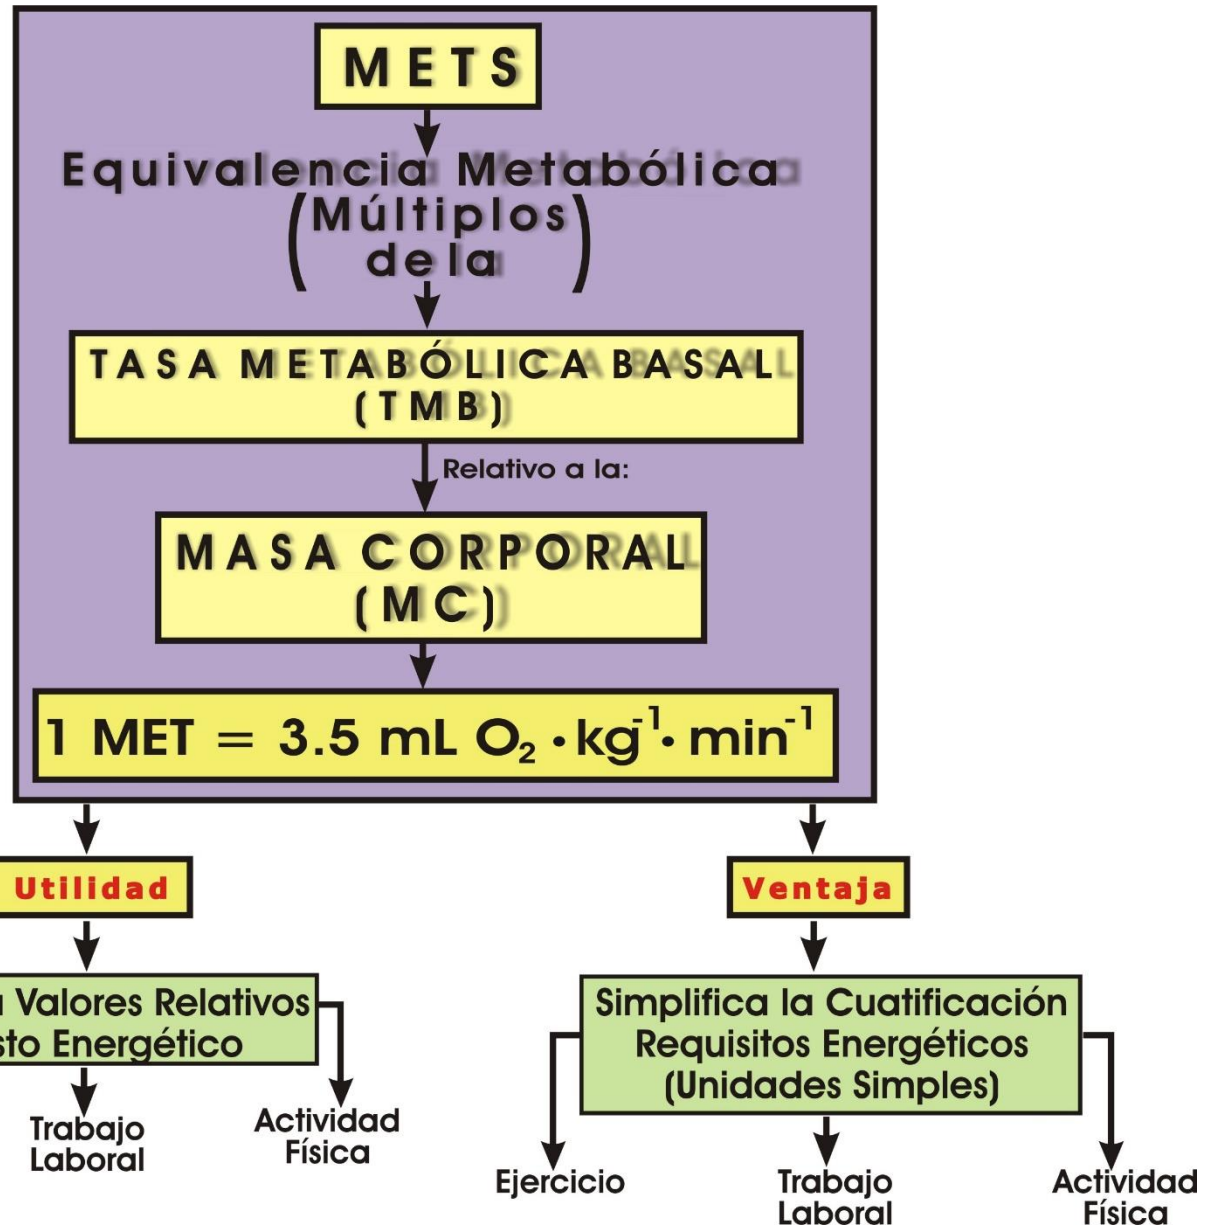 METS
Equivalencia Metabólica
(Múltiplos
de la)
TASA METABÓLICA BASAL
(TMB)
Relativo a la:
MASA CORPORAL
(MC)
1 MET = 3.5 mL O₂ · kg⁻¹ · min⁻¹
Utilidad
Valores Relativos
Energético
Trabajo
Laboral
Actividad
Física
Ventaja
Simplifica la Cuatificación
Requisitos Energéticos
(Unidades Simples)
Ejercicio
Trabajo
Laboral
Actividad
Física